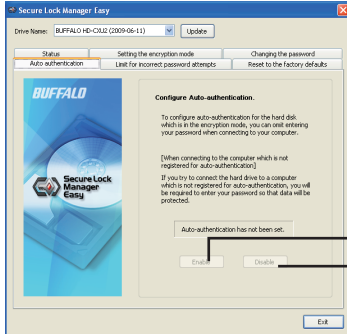 Secure Lock Manager Easy
Drive Name: BUFFALO HD-CXU2 (2009-06-11) Update
Status Setting the encryption mode Changing the password
Auto authentication Limit for incorrect password attempts Reset to the factory defaults
BUFFALO
Configure Auto-authentication.
To configure auto-authentication for the hard disk
which is in the encryption mode, you can omit entering
your password when connecting to your computer.
[When connecting to the computer which is not
registered for auto-authentication]
If you try to connect the hard drive to a computer
which is not registered for auto-authentication, you will
be required to enter your password so that data will be
protected.
Secure Lock
Manager
Easy
Auto-authentication has not been set.
Enable Disable
Exit